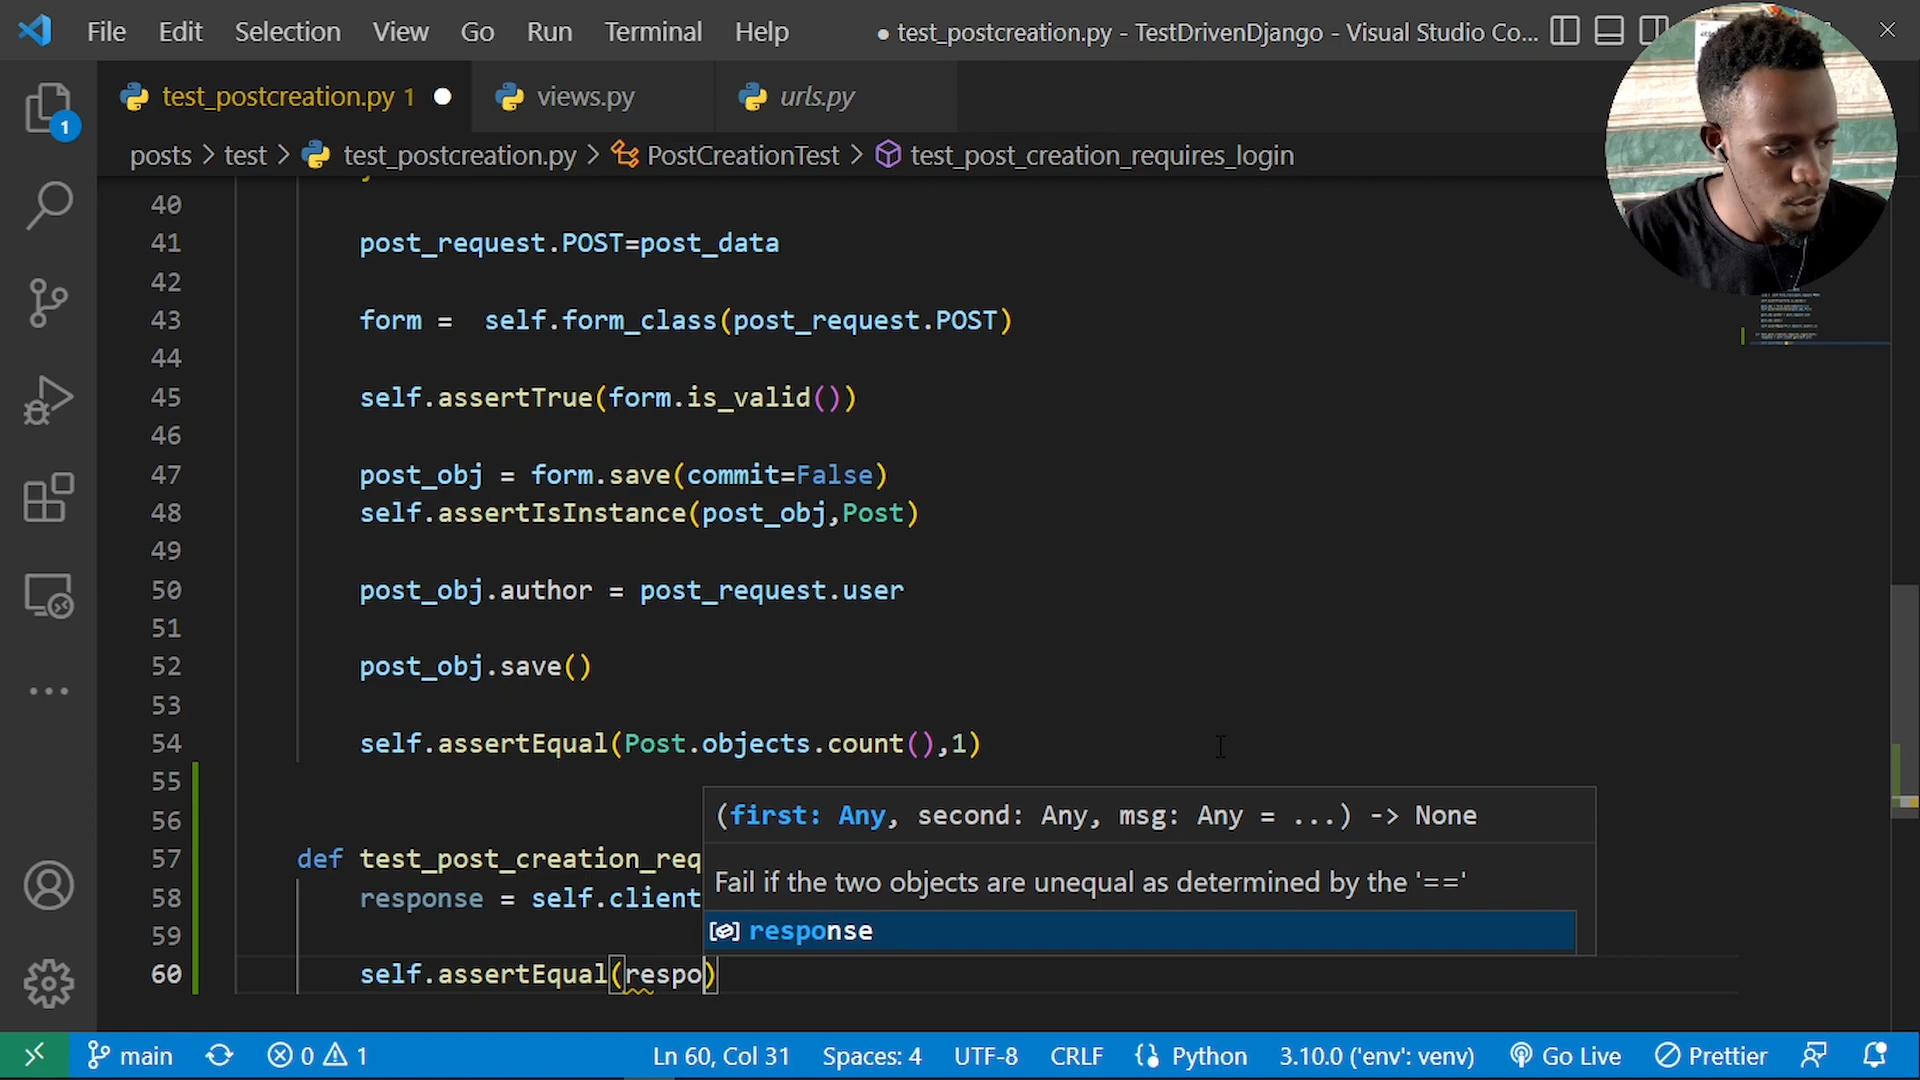 File Edit Selection View Go Run Terminal Help ● test_postcreation.py - TestDrivenDjango - Visual Studio Co...
test_postcreation.py 1 ● views.py urls.py
1
posts > test > test_postcreation.py > PostCreationTest > test_post_creation_requires_login
40
41 post_request.POST=post_data
42
43 form =  self.form_class(post_request.POST)
44
45 self.assertTrue(form.is_valid())
46
47 post_obj = form.save(commit=False)
48 self.assertIsInstance(post_obj,Post)
49
50 post_obj.author = post_request.user
51
52 post_obj.save()
53
54 self.assertEqual(Post.objects.count(),1)
55
(first: Any, second: Any, msg: Any = ...) -> None
56
57 def test_post_creation_req
Fail if the two objects are unequal as determined by the '=='
58 response = self.client
response
59
60 self.assertEqual(respo)
main 0 1 Ln 60, Col 31 Spaces: 4 UTF-8 CRLF Python 3.10.0 ('env': venv) Go Live Prettier